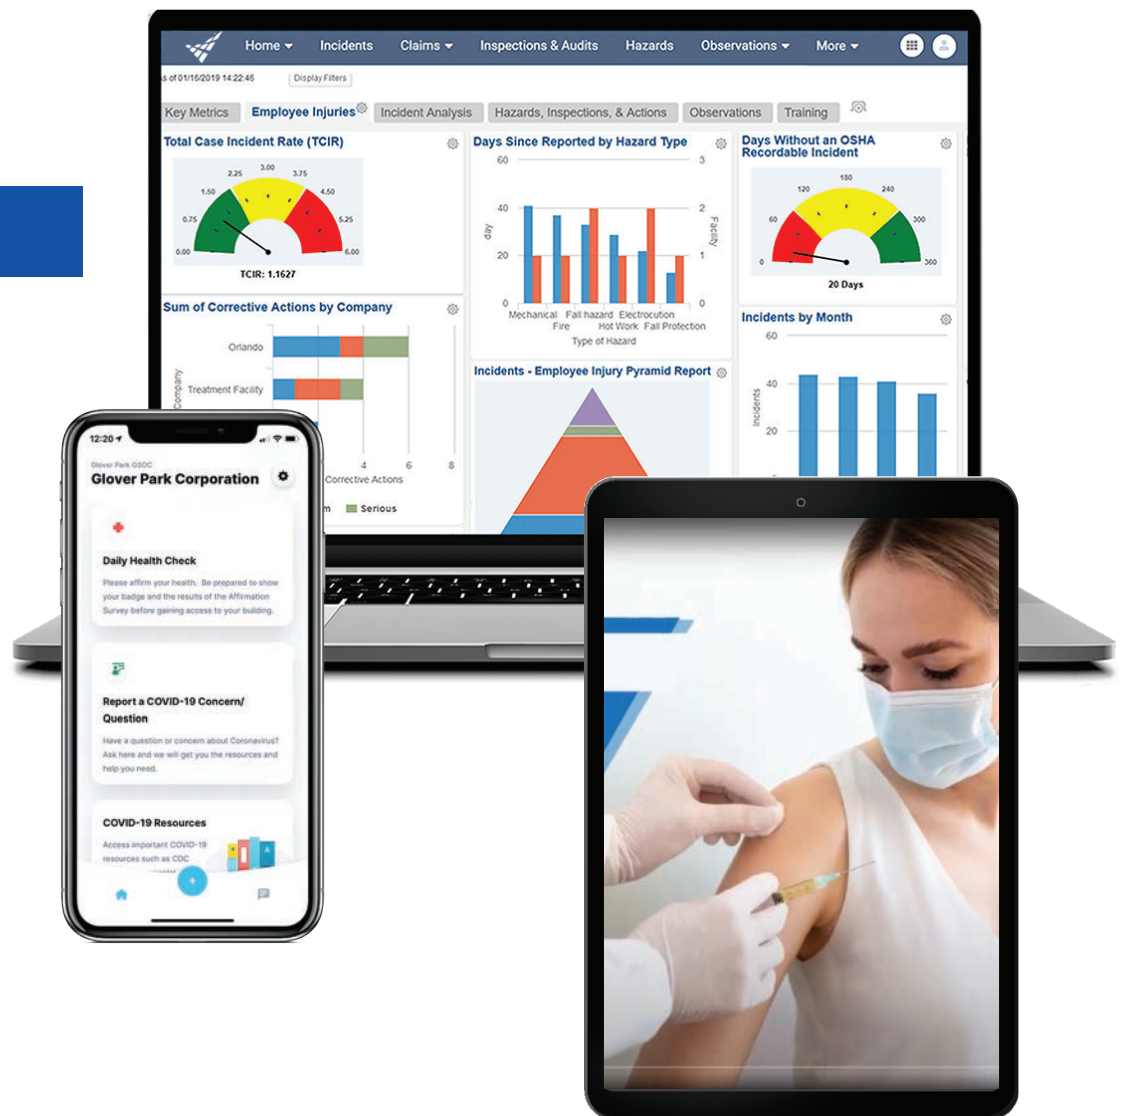 Home Incidents Claims Inspections & Audits Hazards Observations More
s of 01/16/2019 14:22:46 Display Filters
Key Metrics Employee Injuries Incident Analysis Hazards, Inspections, & Actions Observations Training
Total Case Incident Rate (TCIR)
0.00 0.75 1.50 2.25 3.00 3.75 4.50 5.25 6.00
TCIR: 1.1627
Days Since Reported by Hazard Type
60 3
40 2
20 1
0 0
day
Facility
Mechanical Fall hazard Electrocution
Fire Hot Work Fall Protection
Type of Hazard
Days Without an OSHA
Recordable Incident
0 60 120 180 240 300 360
20 Days
Sum of Corrective Actions by Company
Company
Orlando
Treatment Facility
4 6 8
Corrective Actions
m Serious
Incidents - Employee Injury Pyramid Report
Incidents by Month
60
40
20
Incidents
12:20
Glover Park GSOC
Glover Park Corporation
Daily Health Check
Please affirm your health. Be prepared to show
your badge and the results of the Affirmation
Survey before gaining access to your building.
Report a COVID-19 Concern/
Question
Have a question or concern about Coronavirus?
Ask here and we will get you the resources and
help you need.
COVID-19 Resources
Access important COVID-19
resources such as CDC